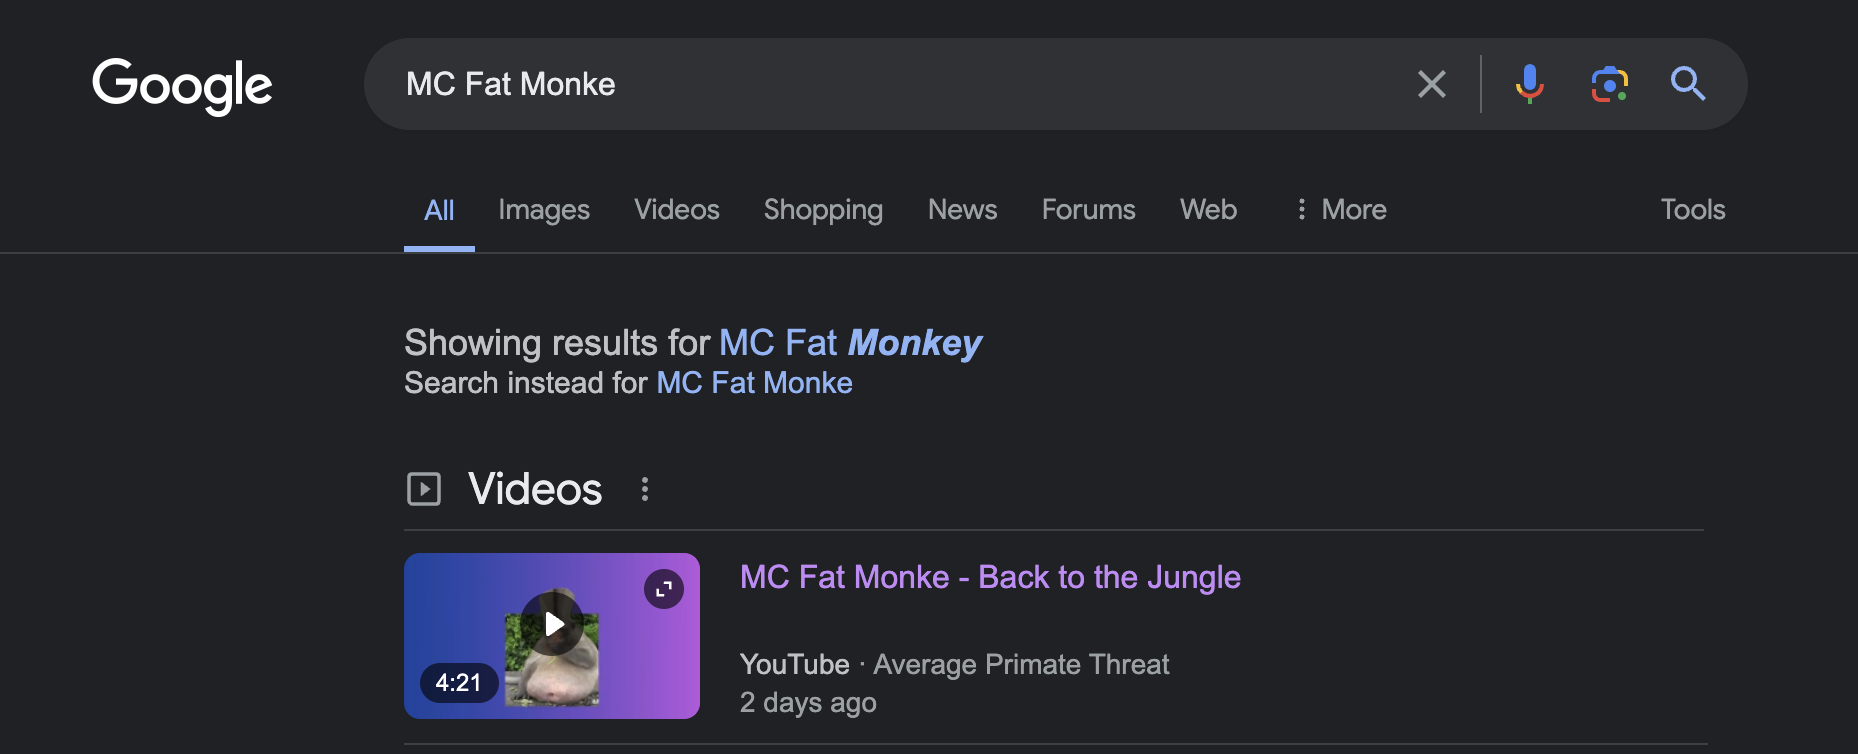 Google
MC Fat Monke
All Images Videos Shopping News Forums Web More Tools
Showing results for MC Fat Monkey
Search instead for MC Fat Monke
Videos
4:21
MC Fat Monke - Back to the Jungle
YouTube · Average Primate Threat
2 days ago